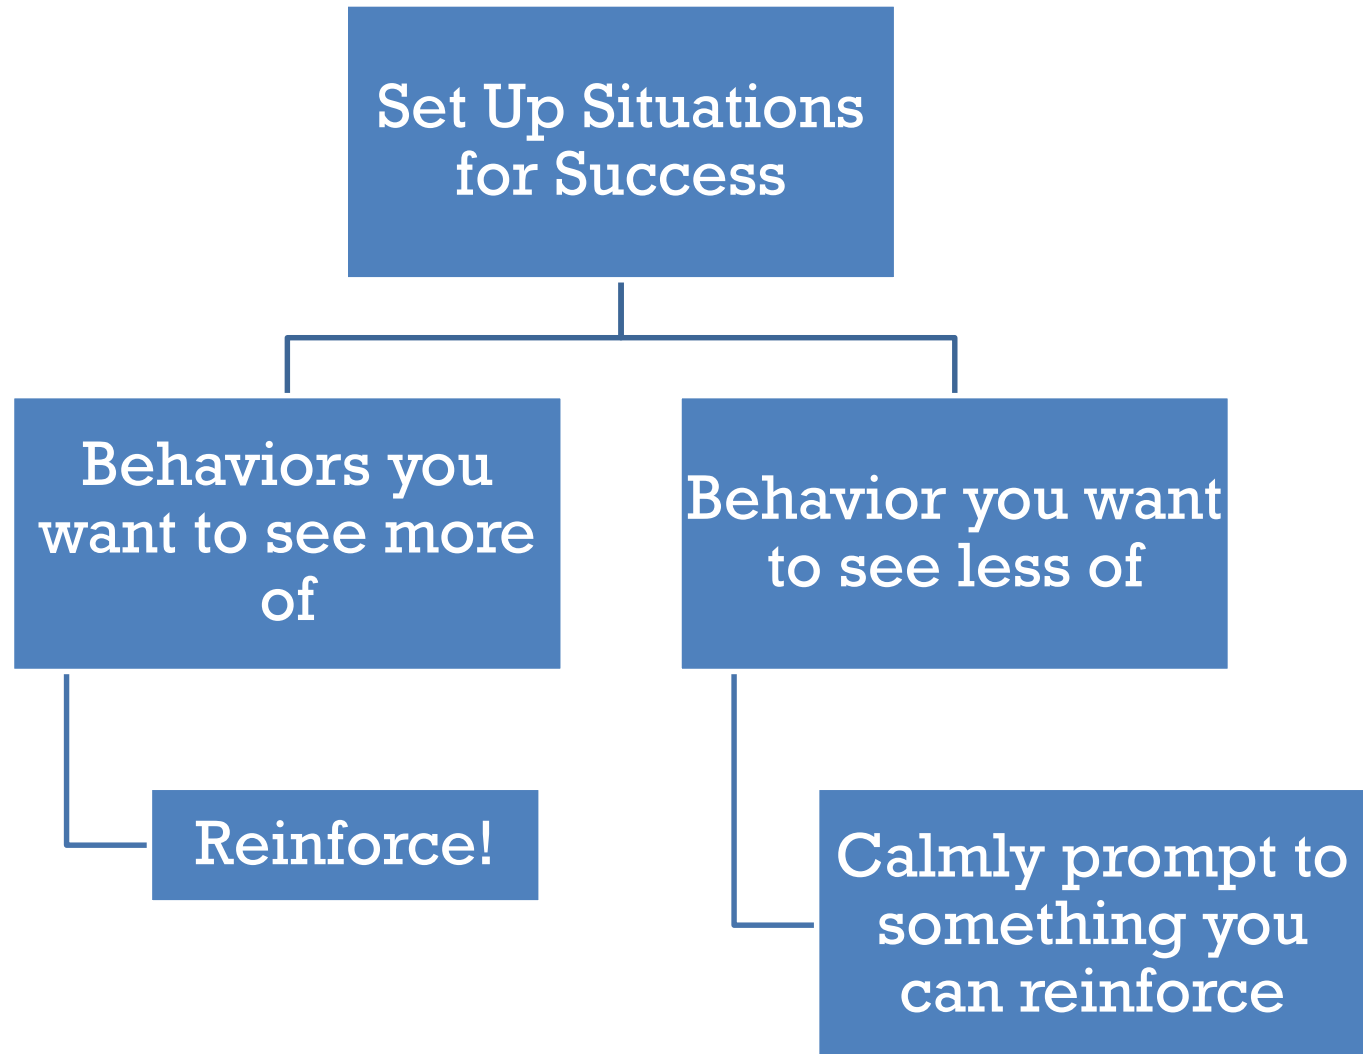 Set Up Situations
for Success
Behaviors you
want to see more
of
Behavior you want
to see less of
Reinforce!
Calmly prompt to
something you
can reinforce